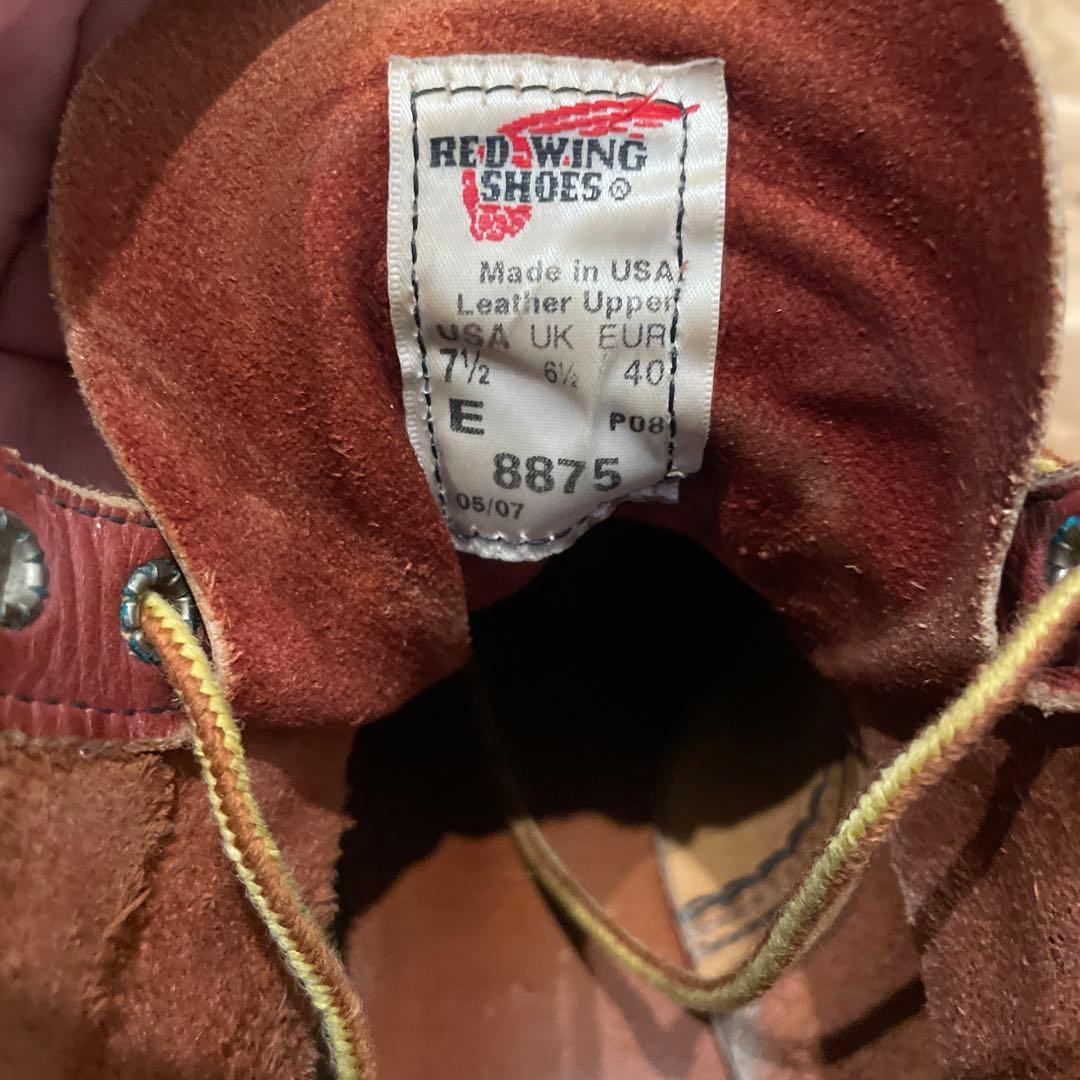 RED WING
SHOES®
Made in USA
Leather Upper
USA UK EUR
7½ 6½ 40
E P08
8875
05/07